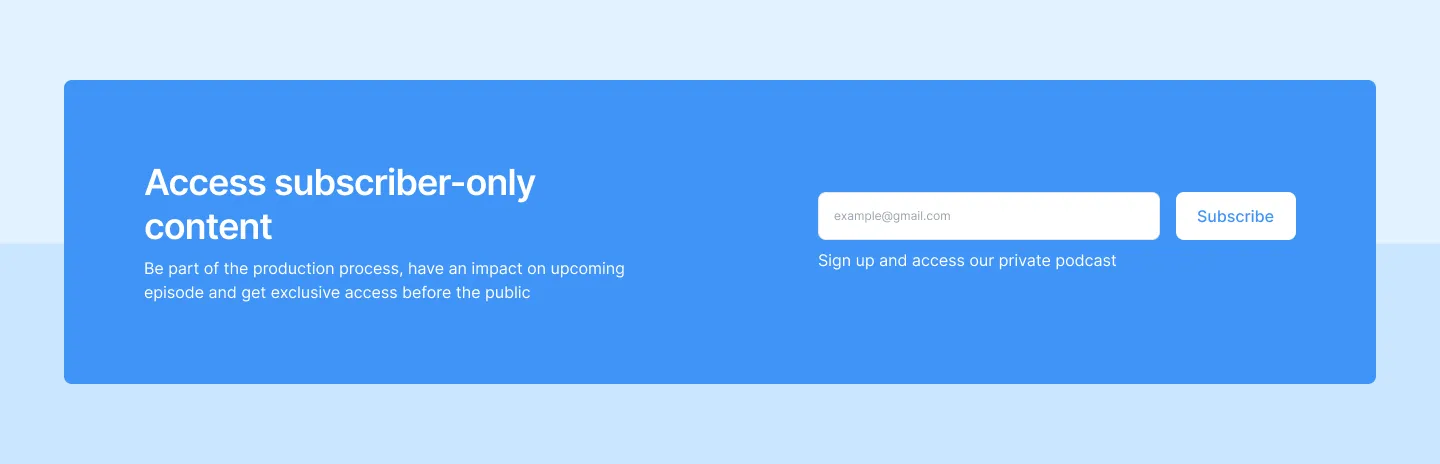 Access subscriber-only
content
Be part of the production process, have an impact on upcoming
episode and get exclusive access before the public
example@gmail.com
Subscribe
Sign up and access our private podcast